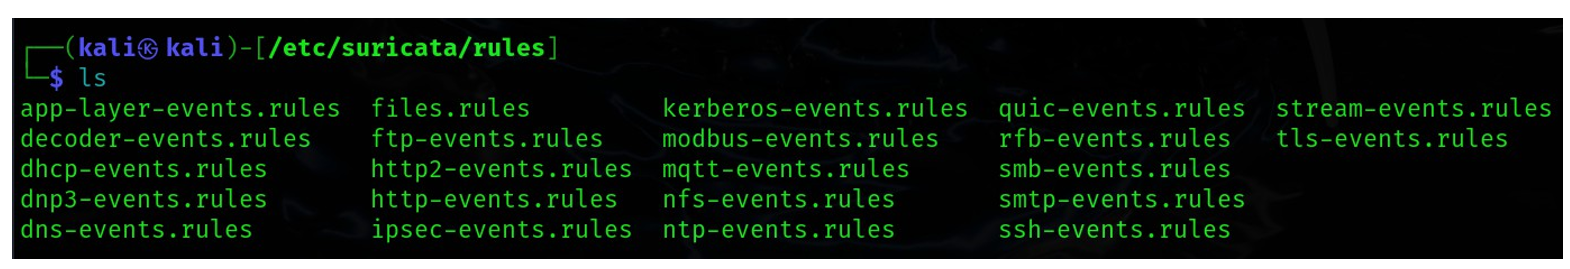 ┌──(kali㉿kali)-[/etc/suricata/rules]
└─$ ls
app-layer-events.rules  files.rules         kerberos-events.rules  quic-events.rules  stream-events.rules
decoder-events.rules    ftp-events.rules    modbus-events.rules    rfb-events.rules   tls-events.rules
dhcp-events.rules       http2-events.rules  mqtt-events.rules      smb-events.rules
dnp3-events.rules       http-events.rules   nfs-events.rules       smtp-events.rules
dns-events.rules        ipsec-events.rules  ntp-events.rules       ssh-events.rules